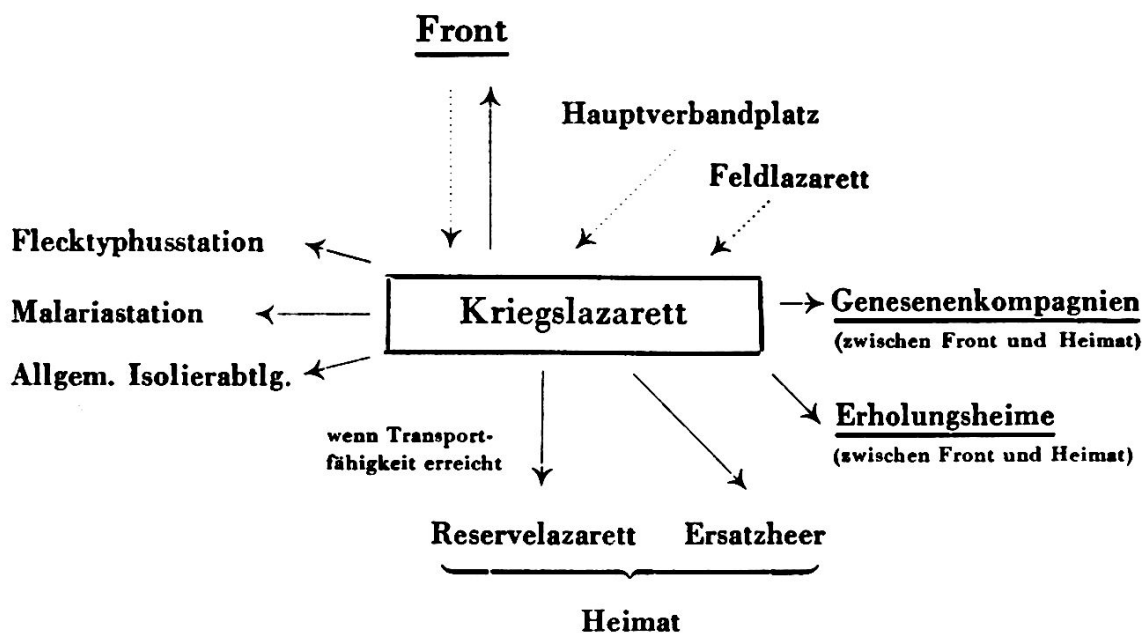 Front
Hauptverbandplatz
Feldlazarett
Flecktyphusstation
Kriegslazarett
Genesenenkompagnien
(zwischen Front und Heimat)
Malariastation
Allgem. Isolierabtlg.
Erholungsheime
(zwischen Front und Heimat)
wenn Transport-
fähigkeit erreicht
Reservelazarett
Ersatzheer
Heimat